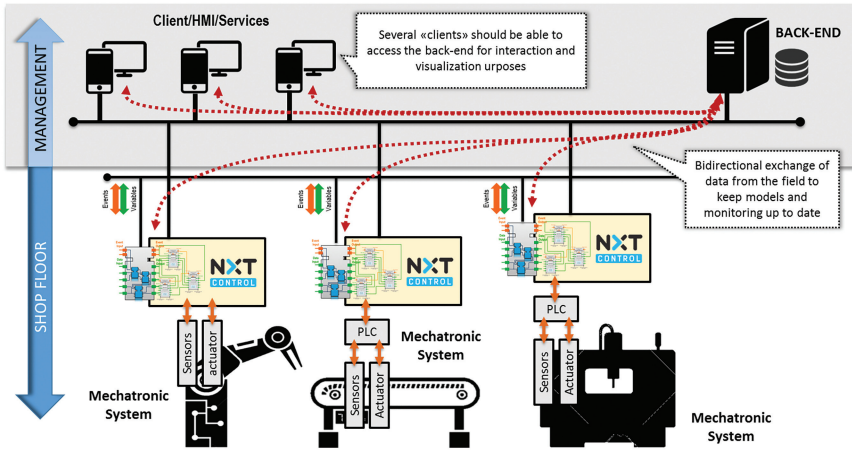 Client/HMI/Services
Several «clients» should be able to
access the back-end for interaction and
visualization urposes
BACK-END
MANAGEMENT
Bidirectional exchange of
data from the field to
keep models and
monitoring up to date
SHOP FLOOR
Events
Variables
NXT
CONTROL
Events
Variables
NXT
CONTROL
Events
Variables
NXT
CONTROL
Sensors
actuator
Mechatronic
System
PLC
Sensors
Actuator
Mechatronic
System
PLC
Sensors
Actuator
Mechatronic
System